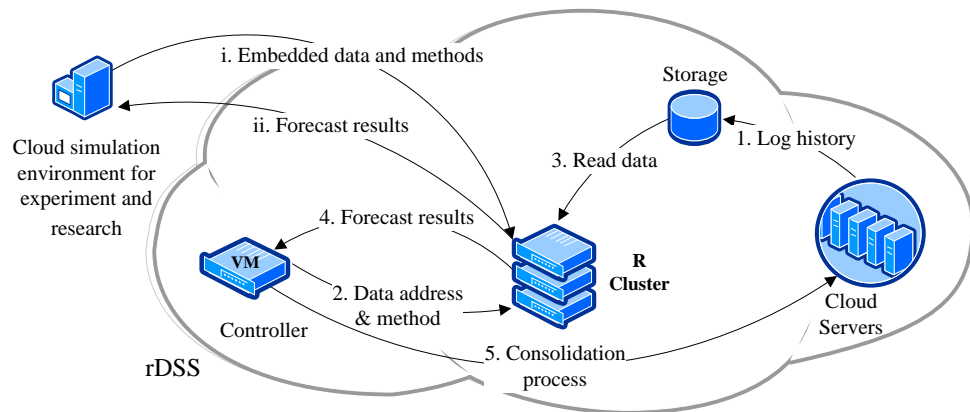 i. Embedded data and methods
Storage
ii. Forecast results
1. Log history
Cloud simulation
environment for
experiment and
research
3. Read data
4. Forecast results
VM
R
Cluster
2. Data address
& method
Controller
Cloud
Servers
5. Consolidation
process
rDSS